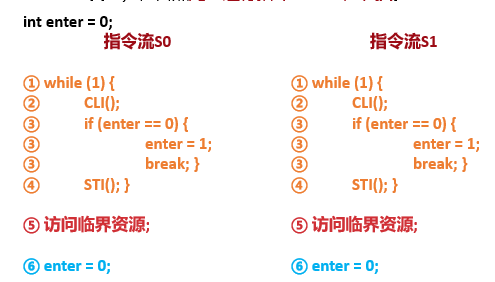 int enter = 0;
指令流S0 指令流S1
① while (1) { ① while (1) {
② CLI(); ② CLI();
③ if (enter == 0) { ③ if (enter == 0) {
③ enter = 1; ③ enter = 1;
③ break; } ③ break; }
④ STI(); } ④ STI(); }
⑤ 访问临界资源; ⑤ 访问临界资源;
⑥ enter = 0; ⑥ enter = 0;